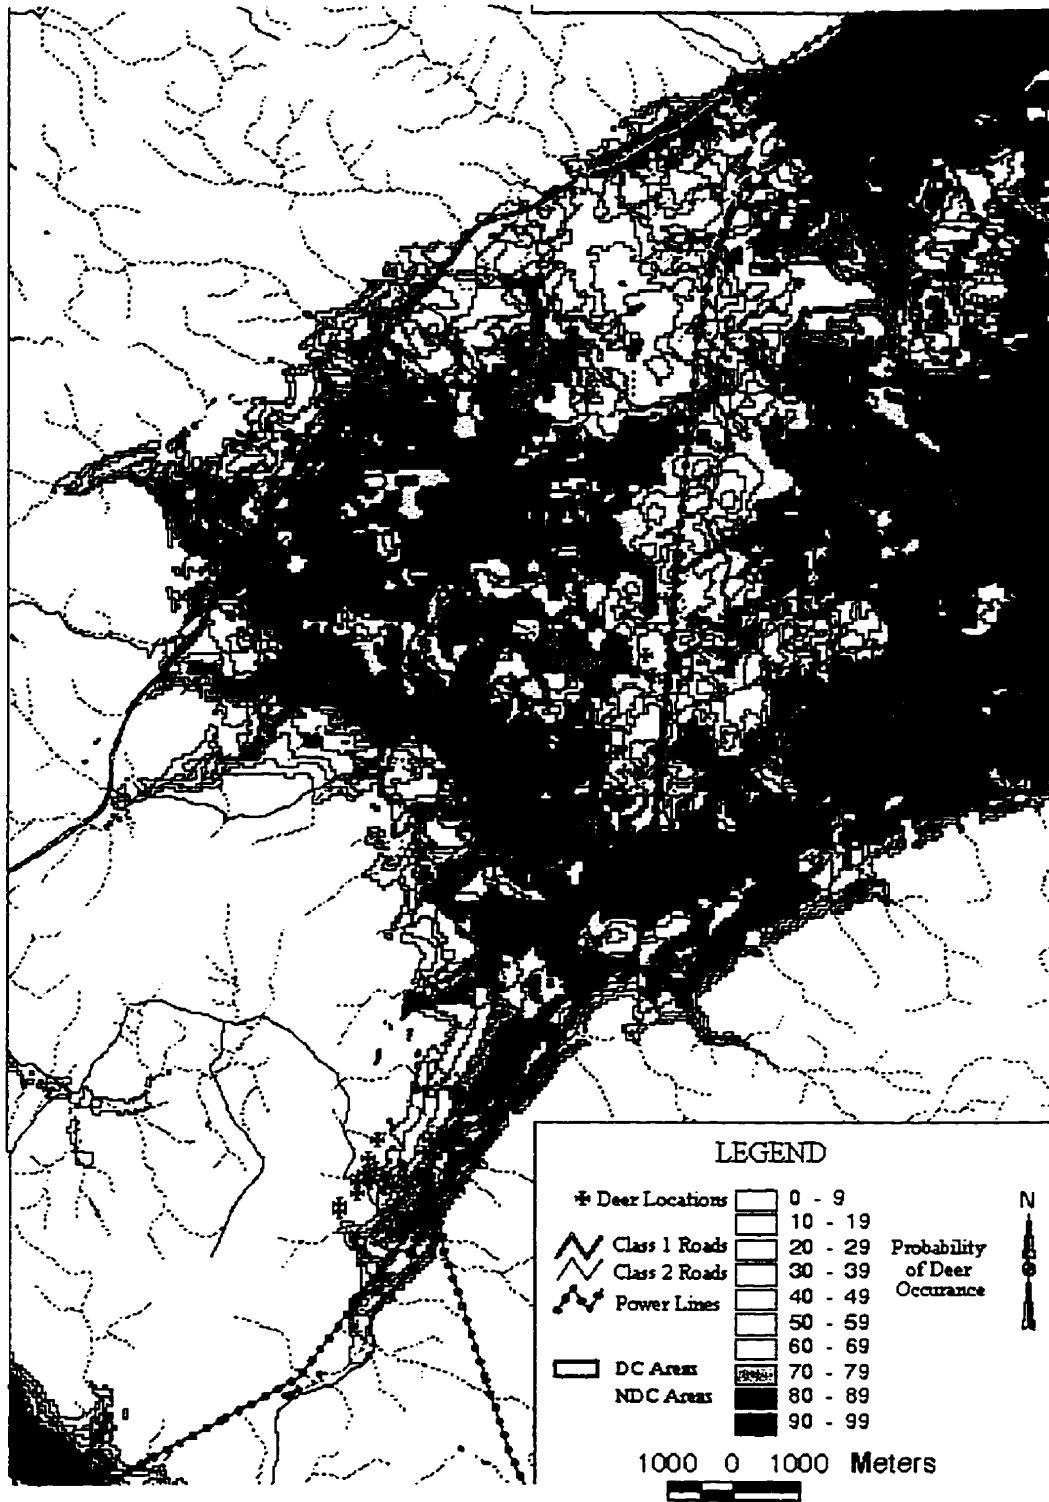 LEGEND
N
Deer Locations
Class 1 Roads
Class 2 Roads
Power Lines
DC Areas
NDC Areas
0 - 9
10 - 19
20 - 29
30 - 39
40 - 49
50 - 59
60 - 69
70 - 79
80 - 89
90 - 99
Probability
of Deer
Occurance
1000 0 1000 Meters